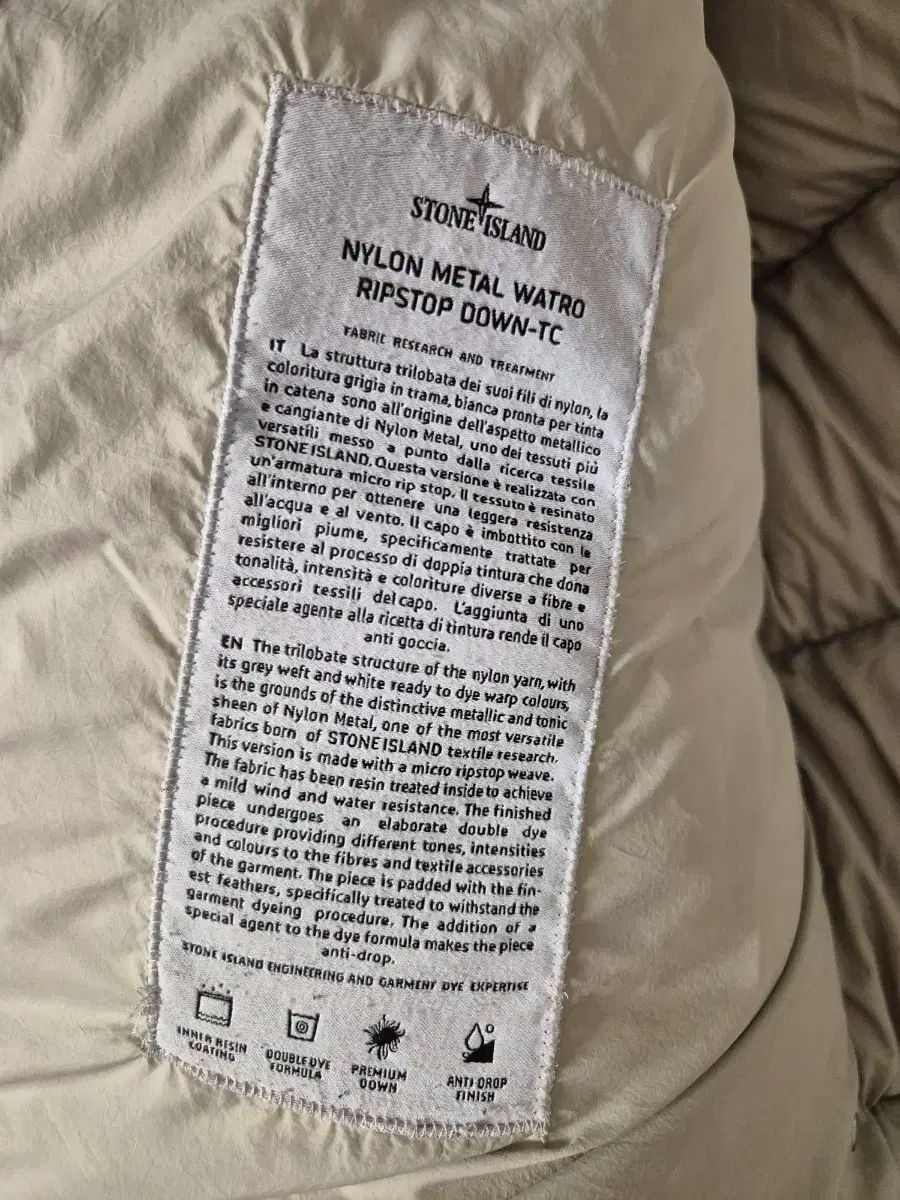 STONE ISLAND
NYLON METAL WATRO
RIPSTOP DOWN-TC
FABRIC RESEARCH AND TREATMENT
IT La struttura trilobata dei suoi fili di nylon, la
coloritura grigia in trama, bianca pronta per tinta
in catena sono all'origine dell'aspetto metallico
e cangiante di Nylon Metal, uno dei tessuti più
versatili messo a punto dalla ricerca tessile
STONE ISLAND. Questa versione è realizzata con
un'armatura micro rip stop. Il tessuto è resinato
all'interno per ottenere una leggera resistenza
all'acqua e al vento. Il capo è imbottito con le
migliori piume, specificamente trattate per
resistere al processo di doppia tintura che dona
tonalità, intensità e coloriture diverse a fibre e
accessori tessili del capo. L'aggiunta di uno
speciale agente alla ricetta di tintura rende il capo
anti goccia.
EN The trilobate structure of the nylon yarn, with
its grey weft and white ready to dye warp colours,
is the grounds of the distinctive metallic and tonic
sheen of Nylon Metal, one of the most versatile
fabrics born of STONE ISLAND textile research.
This version is made with a micro ripstop weave.
The fabric has been resin treated inside to achieve
a mild wind and water resistance. The finished
piece undergoes an elaborate double dye
procedure providing different tones, intensities
and colours to the fibres and textile accessories
of the garment. The piece is padded with the fin-
est feathers, specifically treated to withstand the
garment dyeing procedure. The addition of a
special agent to the dye formula makes the piece
anti-drop.
STONE ISLAND ENGINEERING AND GARMENT DYE EXPERTISE
INNER RESIN
COATING
DOUBLE DYE
FORMULA
PREMIUM
DOWN
ANTI DROP
FINISH